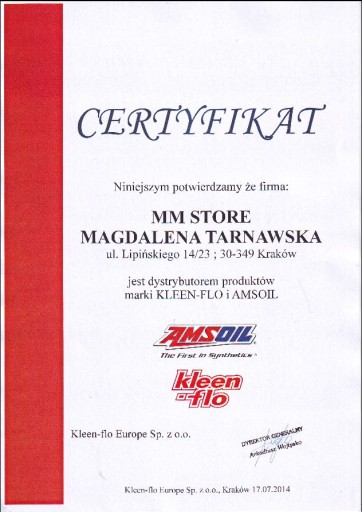 CERTYFIKAT
Niniejszym potwierdzamy że firma:
MM STORE
MAGDALENA TARNAWSKA
ul. Lipińskiego 14/23 ; 30-349 Kraków
jest dystrybutorem produktów
marki KLEEN-FLO i AMSOIL
AMSOIL
The First In Synthetics
kleen
flo
Kleen-flo Europe Sp. z o.o.
DYREKTOR GENERALNY
Arkadiusz
Kleen-flo Europe Sp. z o.o., Kraków 17.07.2014